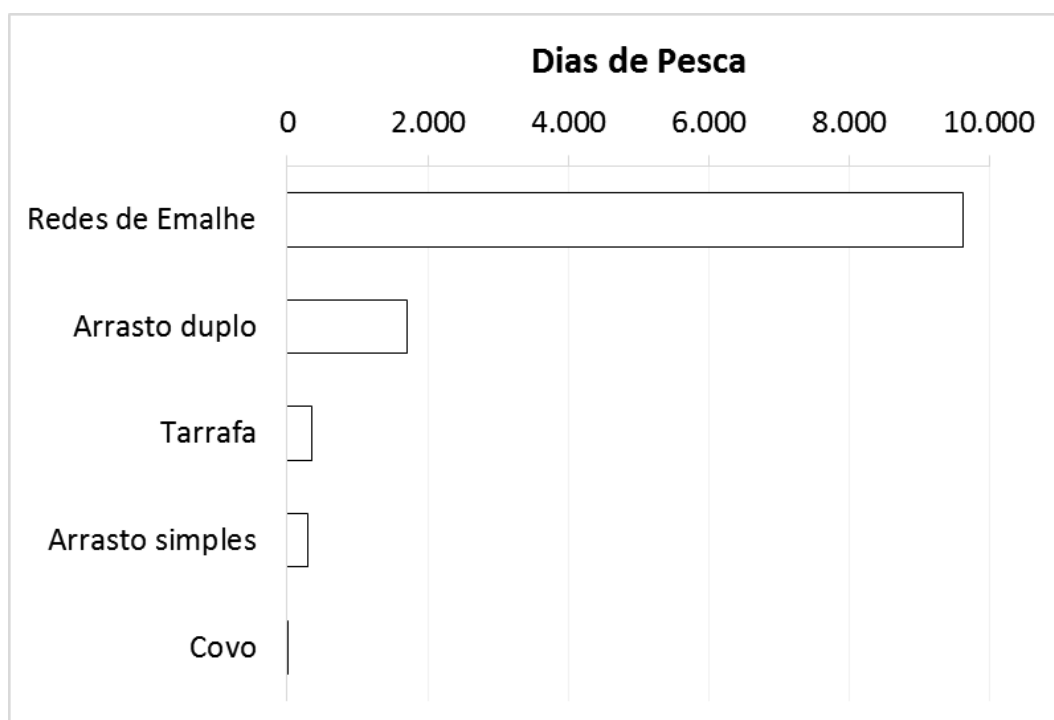 Dias de Pesca
0 2.000 4.000 6.000 8.000 10.000
Redes de Emalhe
Arrasto duplo
Tarrafa
Arrasto simples
Covo